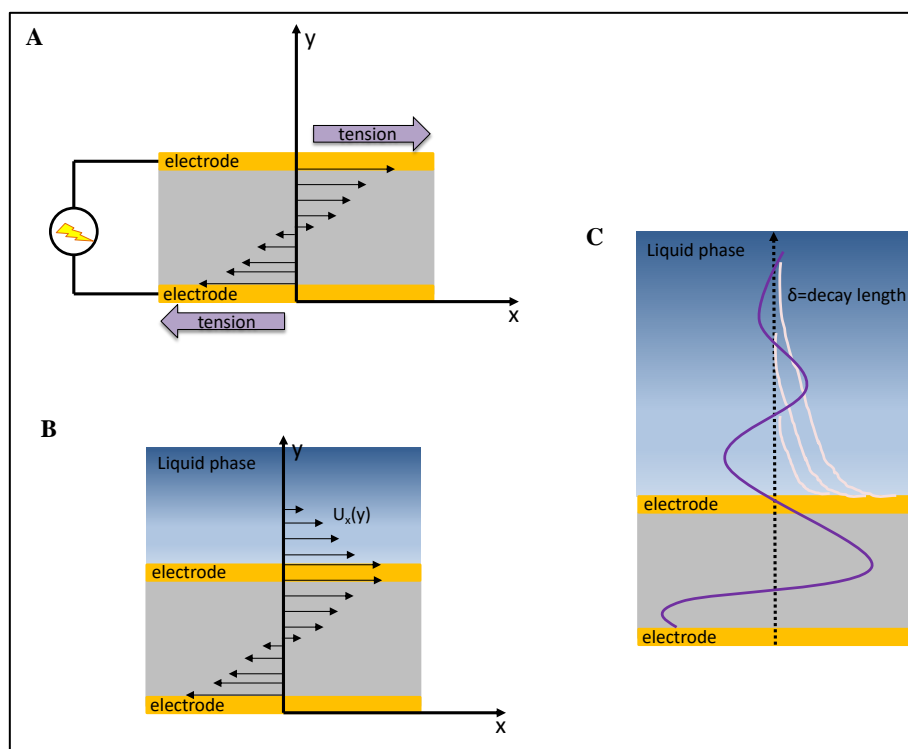 A
y
tension
electrode
electrode
tension
x
B
y
Liquid phase
Uₓ(y)
electrode
electrode
x
C
Liquid phase
δ=decay length
electrode
electrode